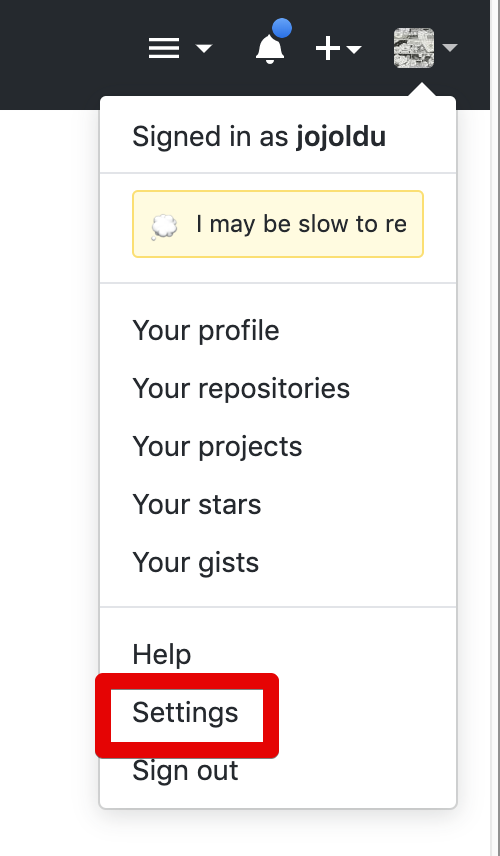 Signed in as jojoldu
I may be slow to re
Your profile
Your repositories
Your projects
Your stars
Your gists
Help
Settings
Sign out